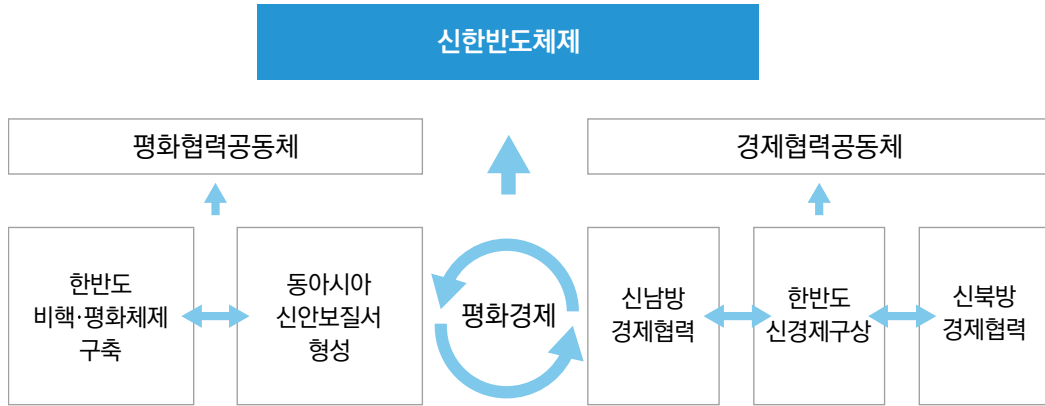 신한반도체제
평화협력공동체
경제협력공동체
한반도
비핵·평화체제
구축
동아시아
신안보질서
형성
평화경제
신남방
경제협력
한반도
신경제구상
신북방
경제협력